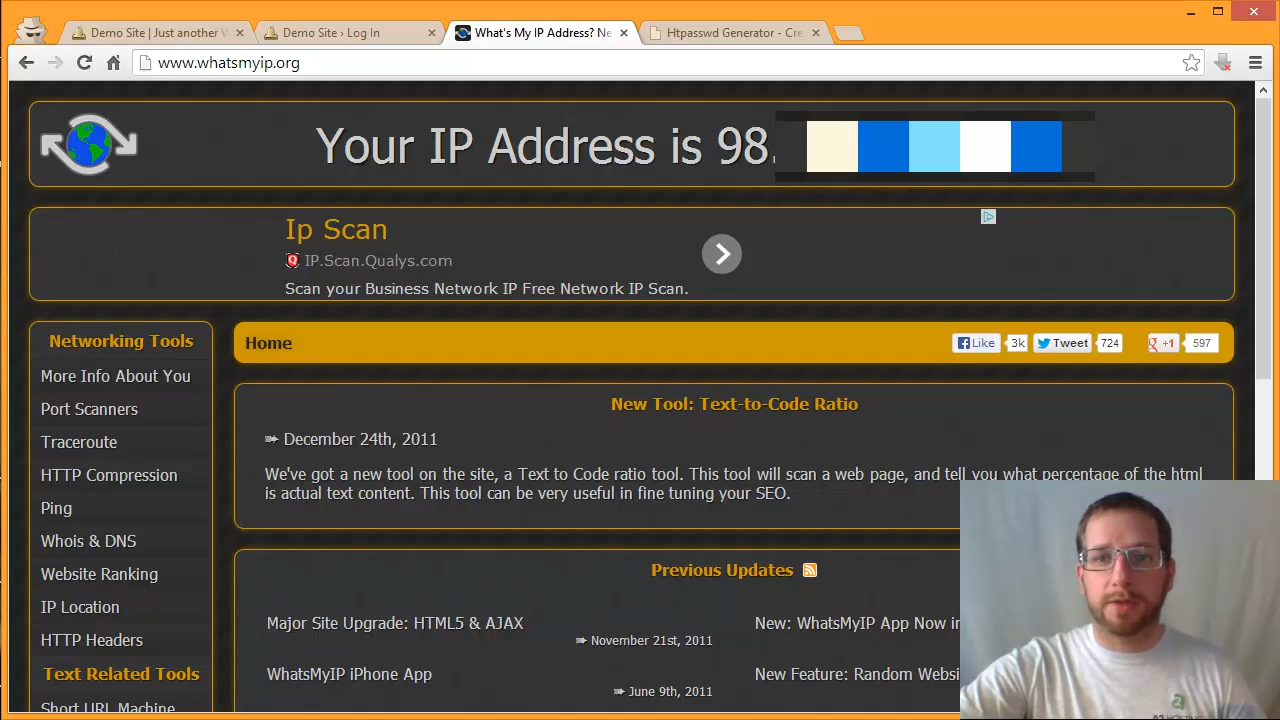 Demo Site | Just another W
Demo Site › Log In
What's My IP Address? Ne
Htpasswd Generator - Cre
www.whatsmyip.org
Your IP Address is 98.
Ip Scan
IP.Scan.Qualys.com
Scan your Business Network IP Free Network IP Scan.
Networking Tools
More Info About You
Port Scanners
Traceroute
HTTP Compression
Ping
Whois & DNS
Website Ranking
IP Location
HTTP Headers
Text Related Tools
Short URL Machine
Home
Like 3k Tweet 724 +1 597
New Tool: Text-to-Code Ratio
➠ December 24th, 2011
We've got a new tool on the site, a Text to Code ratio tool. This tool will scan a web page, and tell you what percentage of the html
is actual text content. This tool can be very useful in fine tuning your SEO.
Previous Updates
Major Site Upgrade: HTML5 & AJAX
➠ November 21st, 2011
WhatsMyIP iPhone App
➠ June 9th, 2011
New: WhatsMyIP App Now in
New Feature: Random Websi
A2 HOSTING